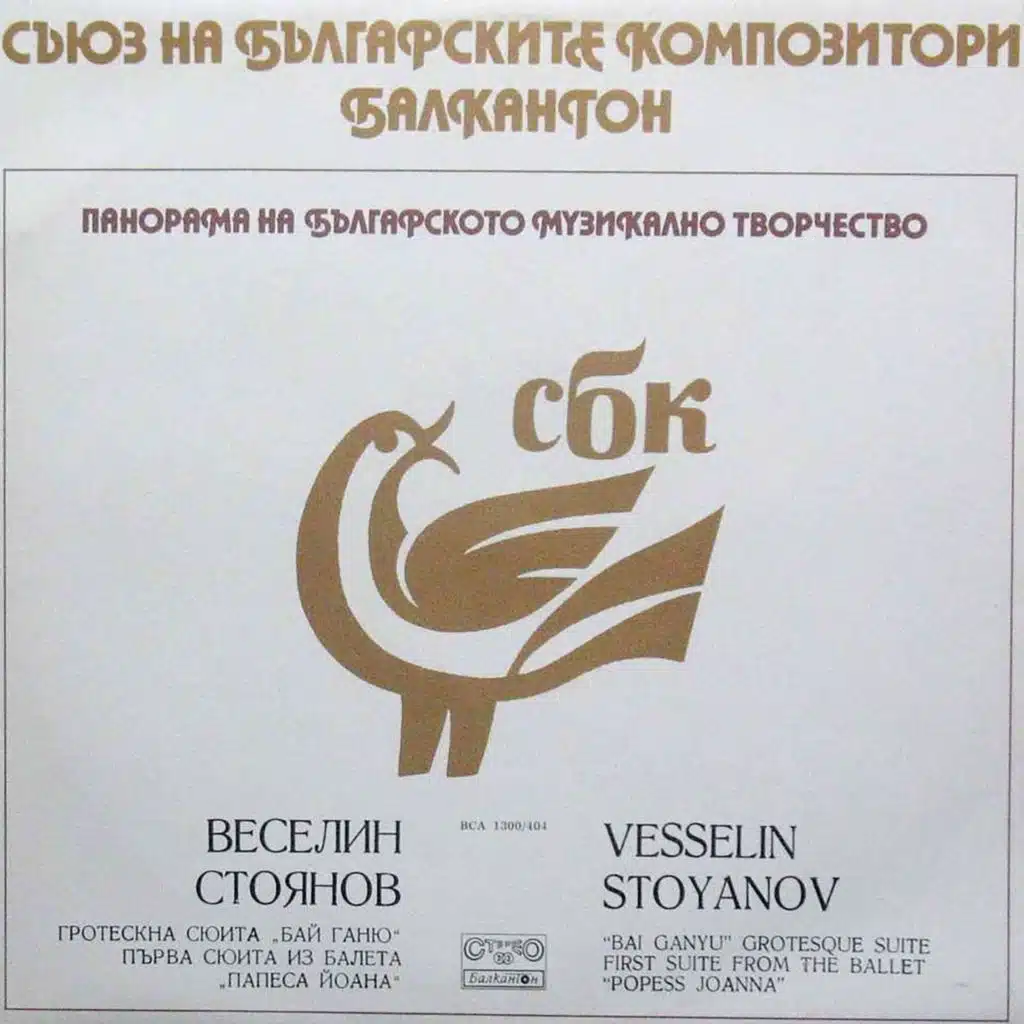 СЪЮЗ НА БЪЛГАРСКИТЕ КОМПОЗИТОРИ
БАЛКАНТОН
ПАНОРАМА НА БЪЛГАРСКОТО МУЗИКАЛНО ТВОРЧЕСТВО
сбк
ВЕСЕЛИН
СТОЯНОВ
ГРОТЕСКНА СЮИТА „БАЙ ГАНЮ“
ПЪРВА СЮИТА ИЗ БАЛЕТА
„ПАПЕСА ЙОАНА“
ВСА 1300/404
СТЕРЕО
33
Балкантон
VESSELIN
STOYANOV
“BAI GANYU” GROTESQUE SUITE
FIRST SUITE FROM THE BALLET
“POPESS JOANNA”